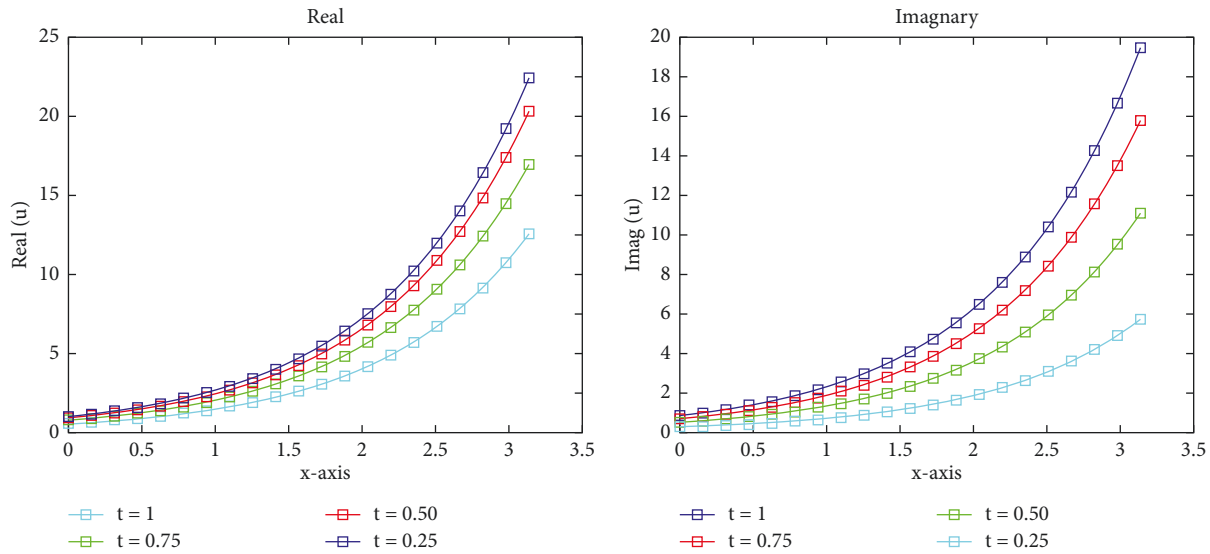 Real
25
20
15
10
5
0
Real (u)
0 0.5 1 1.5 2 2.5 3 3.5
x-axis
t = 1
t = 0.75
t = 0.50
t = 0.25
Imagnary
20
18
16
14
12
10
8
6
4
2
0
Imag (u)
0 0.5 1 1.5 2 2.5 3 3.5
x-axis
t = 1
t = 0.75
t = 0.50
t = 0.25